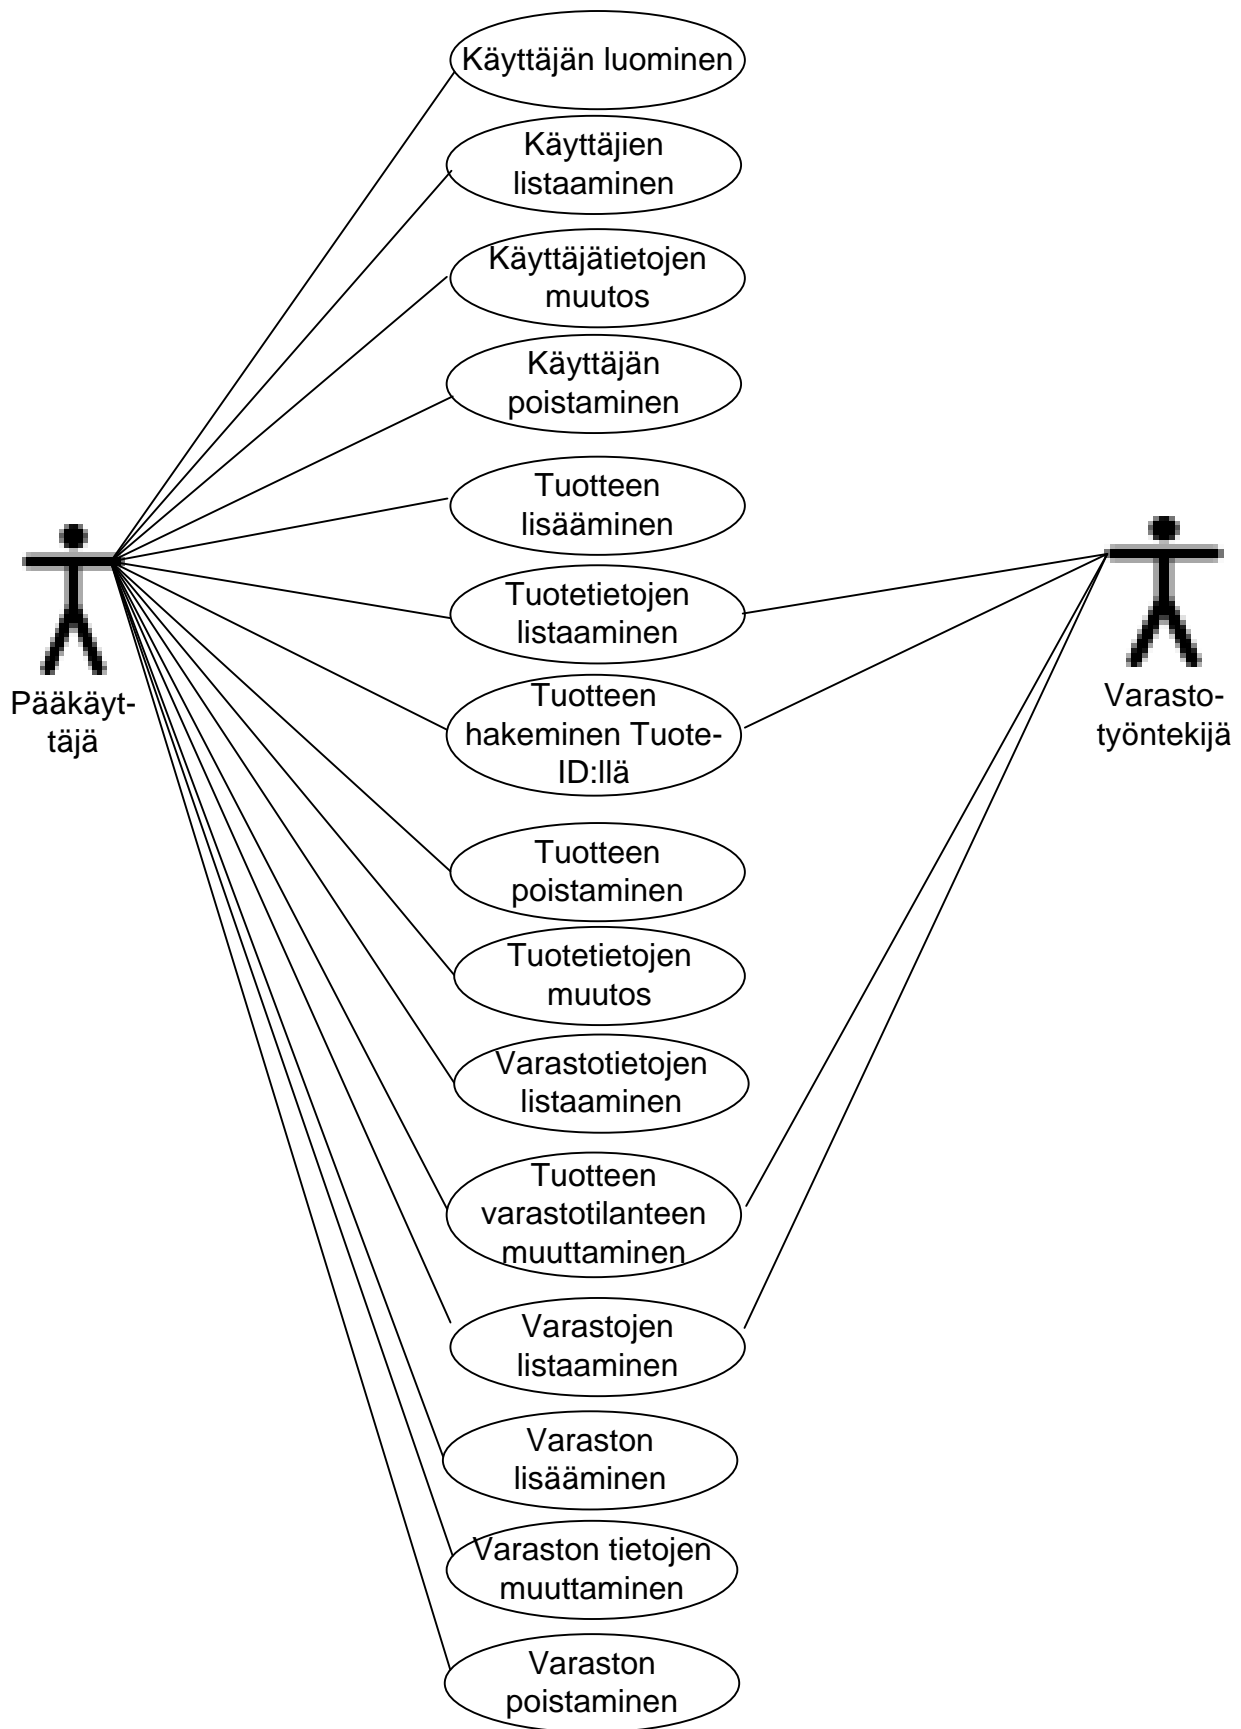 Käyttäjän luominen
Käyttäjien
listaaminen
Käyttäjätietojen
muutos
Käyttäjän
poistaminen
Tuotteen
lisääminen
Tuotetietojen
listaaminen
Pääkäyt-
täjä
Tuotteen
hakeminen Tuote-
ID:llä
Varasto-
työntekijä
Tuotteen
poistaminen
Tuotetietojen
muutos
Varastotietojen
listaaminen
Tuotteen
varastotilanteen
muuttaminen
Varastojen
listaaminen
Varaston
lisääminen
Varaston tietojen
muuttaminen
Varaston
poistaminen